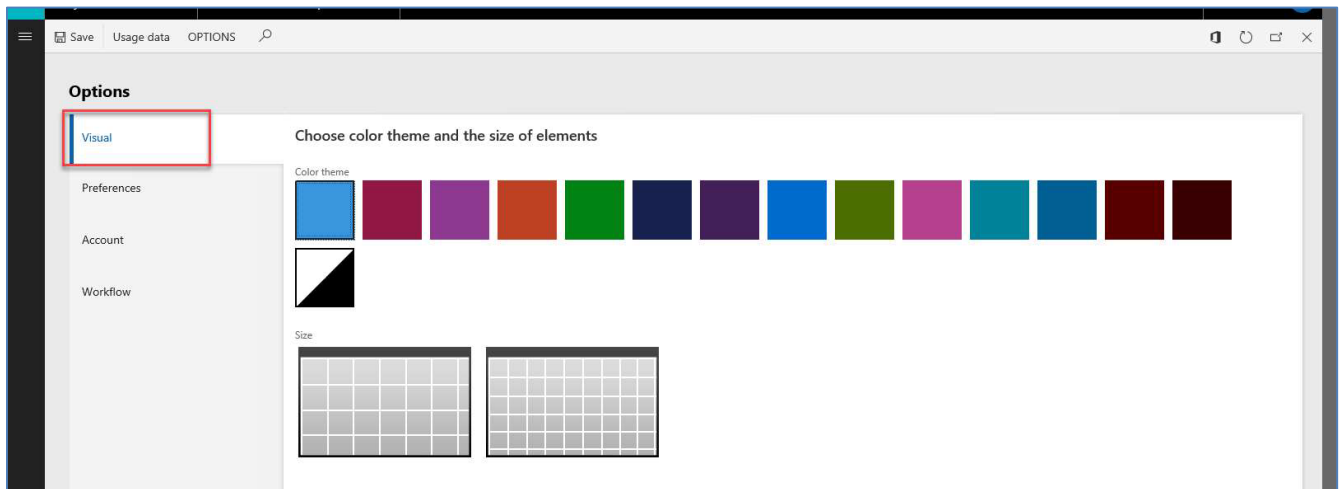 Save Usage data OPTIONS
Options
Visual
Choose color theme and the size of elements
Color theme
Preferences
Account
Workflow
Size